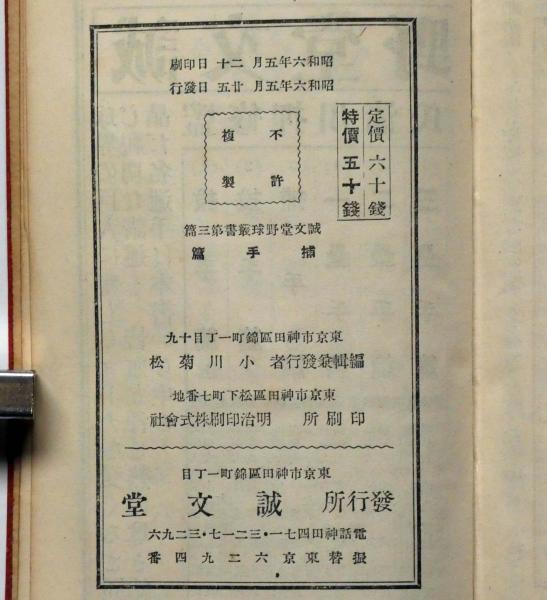 昭和六年五月二十日印刷
昭和六年五月廿五日發行
定價六十錢
特價五十錢
不許
複製
誠文堂野球叢書第三篇
捕手篇
東京市神田區錦町一丁目十九
編輯兼發行者 小川菊松
東京市神田區松下町七番地
印刷所 明治印刷株式會社
東京市神田區錦町一丁目
發行所 誠文堂
電話神田四七一・三二一七・三二九六
振替東京六二九四番